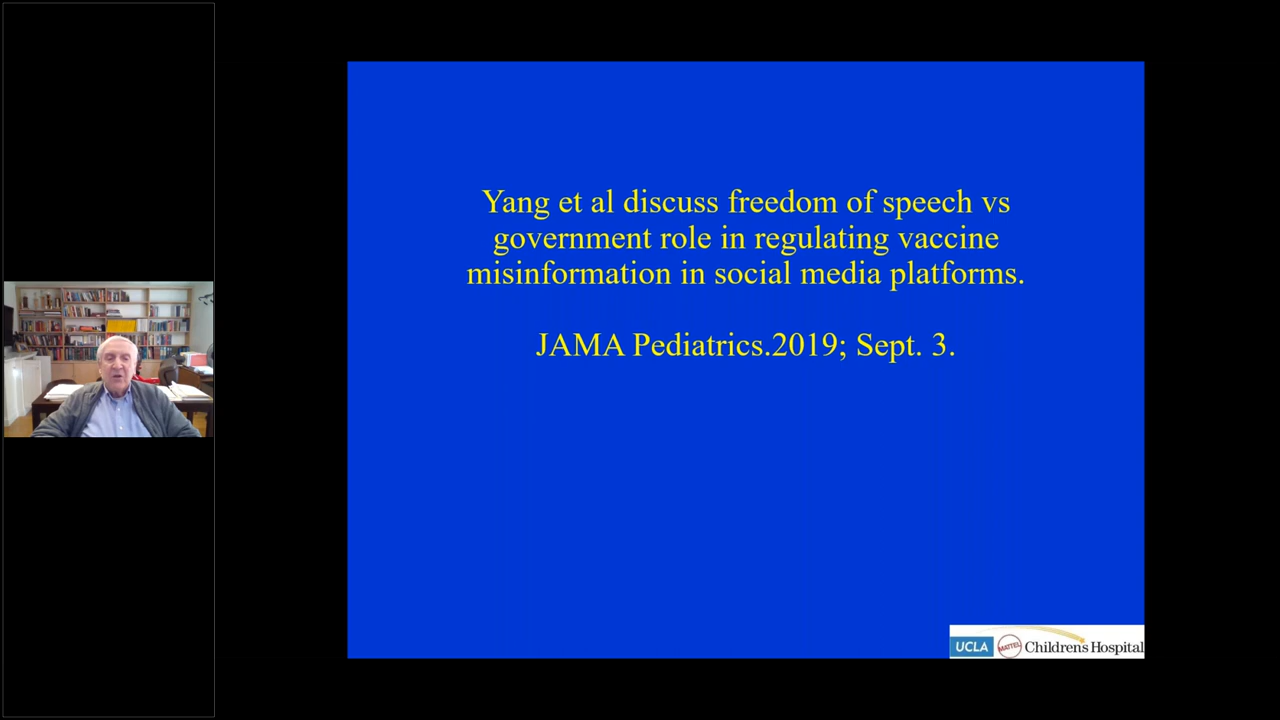 Yang et al discuss freedom of speech vs
government role in regulating vaccine
misinformation in social media platforms.
JAMA Pediatrics.2019; Sept. 3.
UCLA MATTEL Childrens Hospital